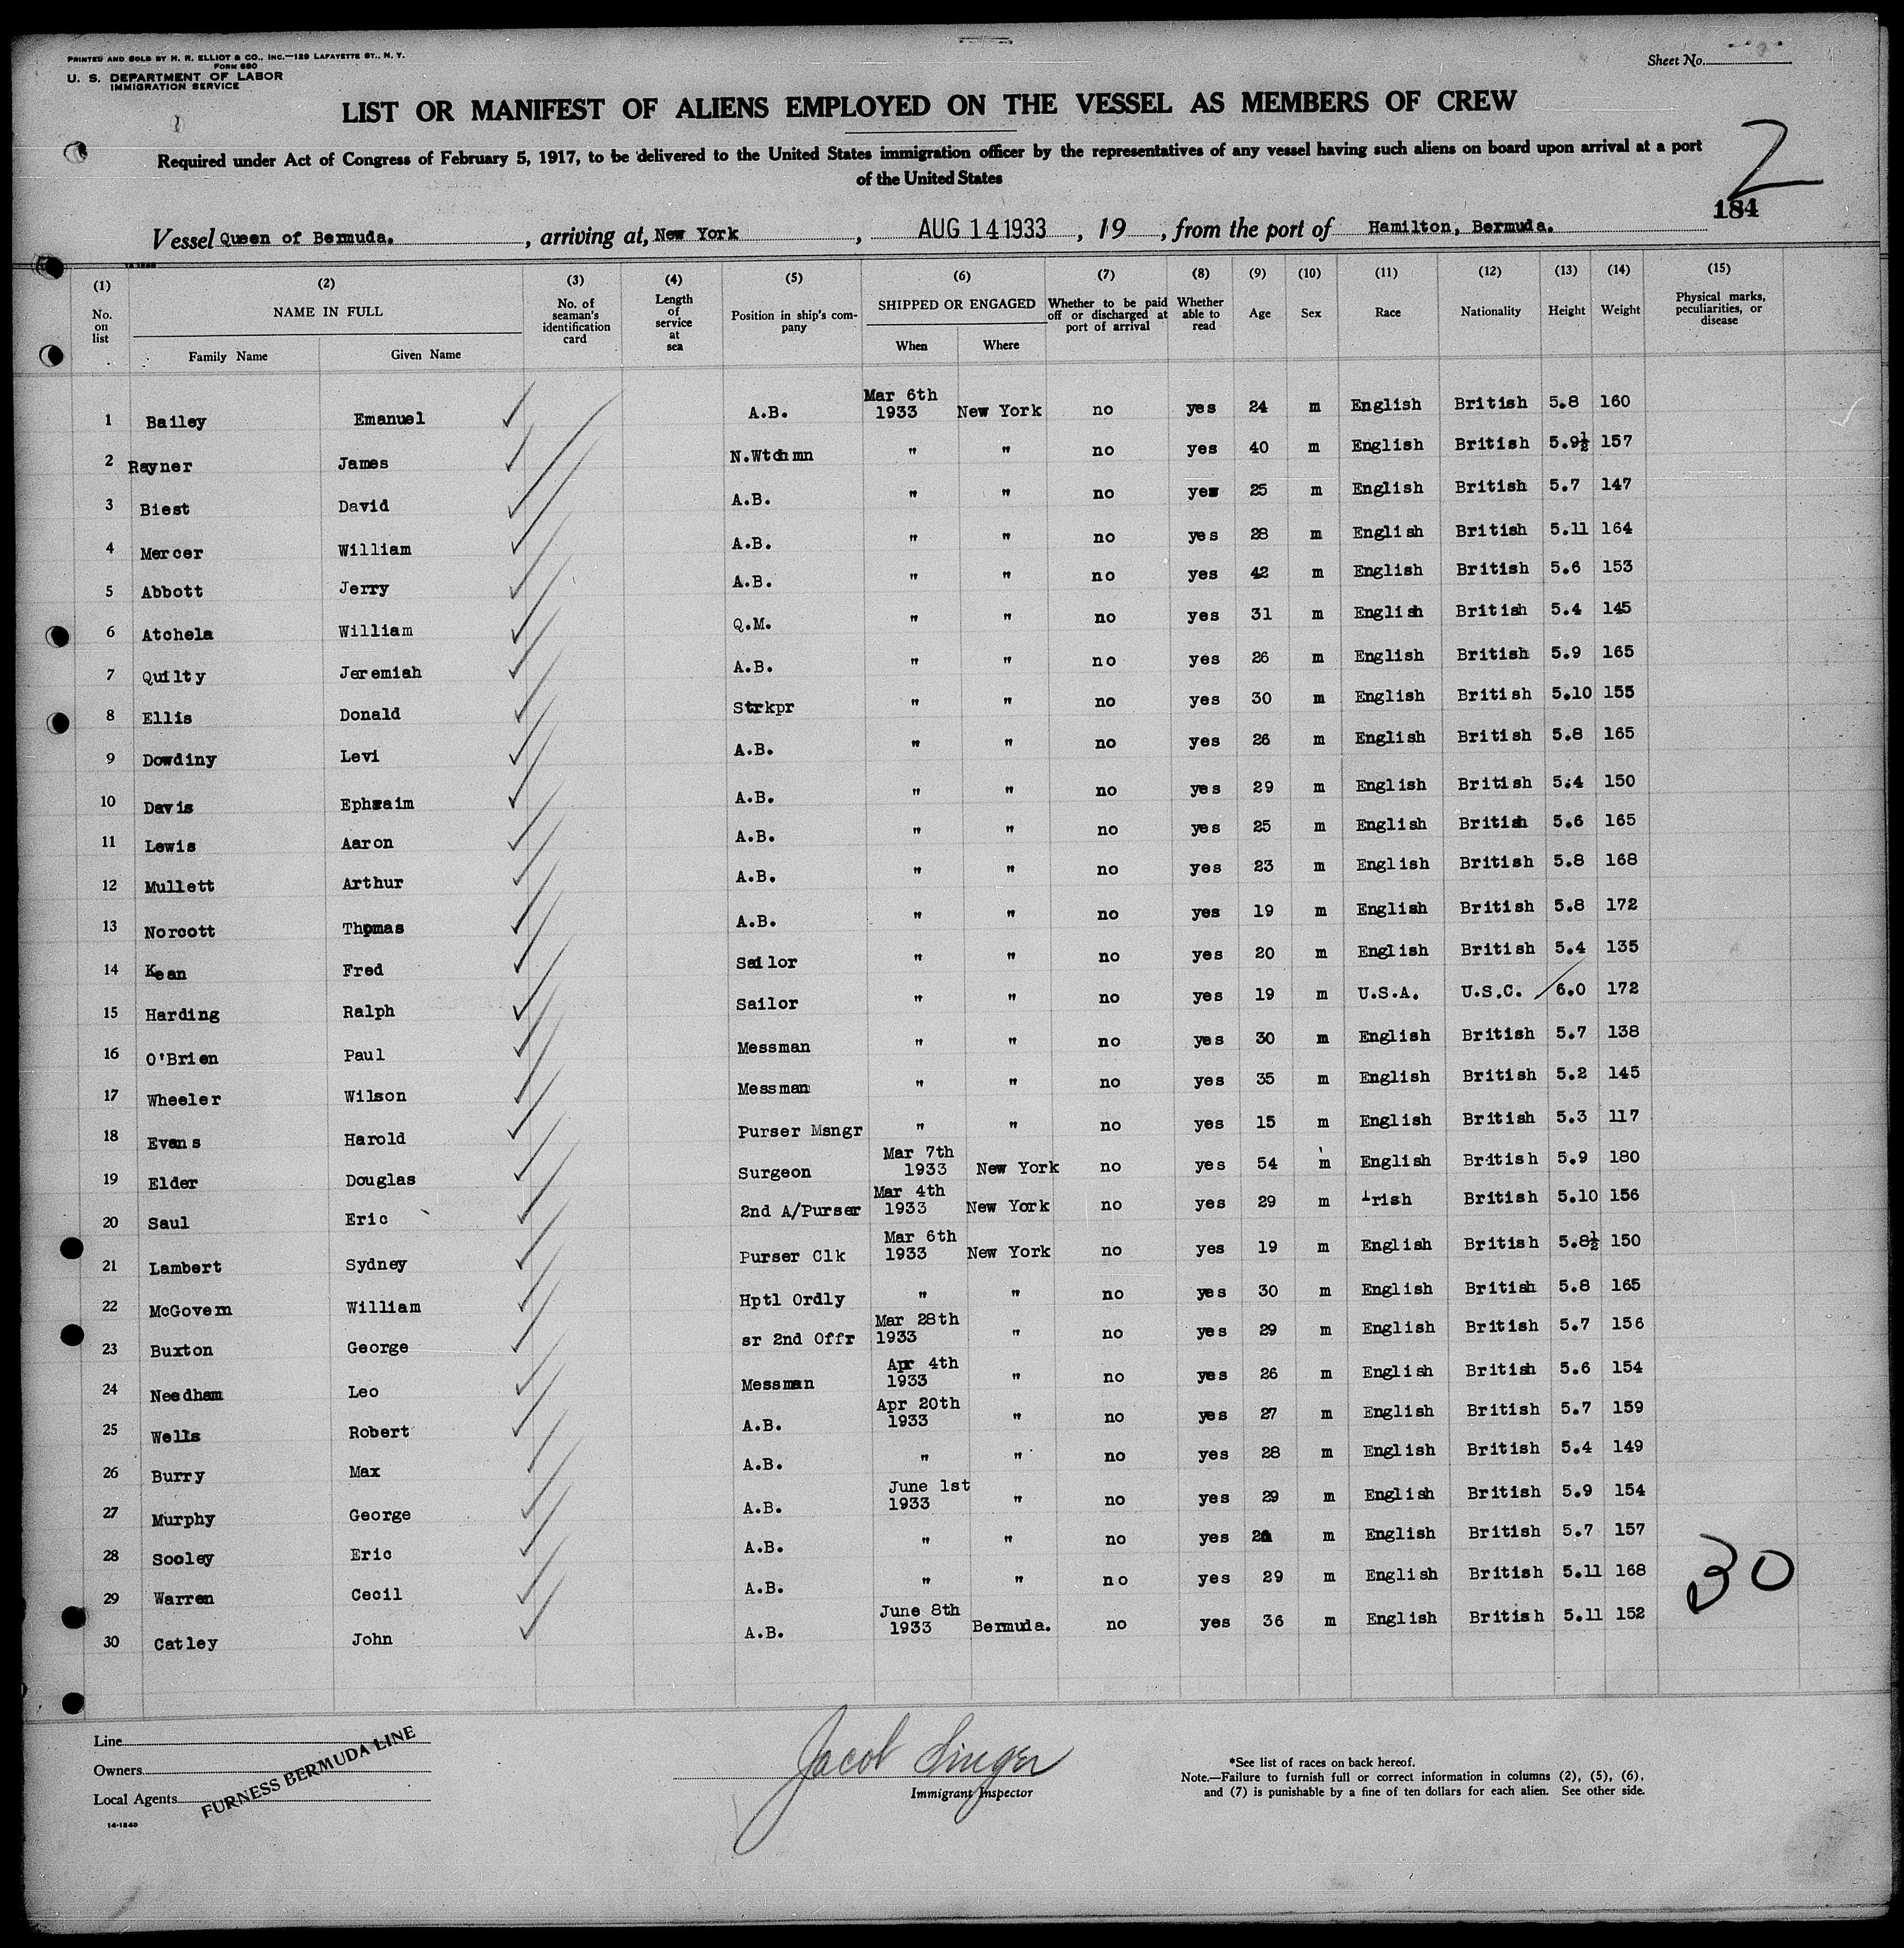 PRINTED AND SOLD BY H. R. ELLIOT & CO., INC.—129 LAFAYETTE ST., N. Y.
FORM 680
U. S. DEPARTMENT OF LABOR
IMMIGRATION SERVICE
Sheet No.
LIST OR MANIFEST OF ALIENS EMPLOYED ON THE VESSEL AS MEMBERS OF CREW
Required under Act of Congress of February 5, 1917, to be delivered to the United States immigration officer by the representatives of any vessel having such aliens on board upon arrival at a port
of the United States
2
184
Vessel Queen of Bermuda. , arriving at, New York , AUG 14 1933 , 19 , from the port of Hamilton, Bermuda.
14-1240
(1) (2) (3) (4) (5) (6) (7) (8) (9) (10) (11) (12) (13) (14) (15)
No. on list NAME IN FULL Family Name Given Name No. of seaman's identification card Length of service at sea Position in ship's company SHIPPED OR ENGAGED When Where Whether to be paid off or discharged at port of arrival Whether able to read Age Sex Race Nationality Height Weight Physical marks, peculiarities, or disease
1 Bailey Emanuel A.B. Mar 6th 1933 New York no yes 24 m English British 5.8 160
2 Rayner James N.Wtchmn " " no yes 40 m English British 5.9½ 157
3 Biest David A.B. " " no yes 25 m English British 5.7 147
4 Mercer William A.B. " " no yes 28 m English British 5.11 164
5 Abbott Jerry A.B. " " no yes 42 m English British 5.6 153
6 Atchela William Q.M. " " no yes 31 m English British 5.4 145
7 Quilty Jeremiah A.B. " " no yes 26 m English British 5.9 165
8 Ellis Donald Strkpr " " no yes 30 m English British 5.10 155
9 Dowdiny Levi A.B. " " no yes 26 m English British 5.8 165
10 Davis Ephraim A.B. " " no yes 29 m English British 5.4 150
11 Lewis Aaron A.B. " " no yes 25 m English British 5.6 165
12 Mullett Arthur A.B. " " no yes 23 m English British 5.8 168
13 Norcott Thomas A.B. " " no yes 19 m English British 5.8 172
14 Kean Fred Sailor " " no yes 20 m English British 5.4 135
15 Harding Ralph Sailor " " no yes 19 m U.S.A. U.S.C. 6.0 172
16 O'Brien Paul Messman " " no yes 30 m English British 5.7 138
17 Wheeler Wilson Messman " " no yes 35 m English British 5.2 145
18 Evans Harold Purser Msngr " " no yes 15 m English British 5.3 117
19 Elder Douglas Surgeon Mar 7th 1933 New York no yes 54 m English British 5.9 180
20 Saul Eric 2nd A/Purser Mar 4th 1933 New York no yes 29 m Irish British 5.10 156
21 Lambert Sydney Purser Clk Mar 6th 1933 New York no yes 19 m English British 5.8½ 150
22 McGovern William Hptl Ordly " " no yes 30 m English British 5.8 165
23 Buxton George sr 2nd Offr Mar 28th 1933 " no yes 29 m English British 5.7 156
24 Needham Leo Messman Apr 4th 1933 " no yes 26 m English British 5.6 154
25 Wells Robert A.B. Apr 20th 1933 " no yes 27 m English British 5.7 159
26 Burry Max A.B. " " no yes 28 m English British 5.4 149
27 Murphy George A.B. June 1st 1933 " no yes 29 m English British 5.9 154
28 Sooley Eric A.B. " " no yes m English British 5.7 157
29 Warren Cecil A.B. " " no yes 29 m English British 5.11 168
30 Catley John A.B. June 8th 1933 Bermuda. no yes 36 m English British 5.11 152
30
Line
Owners
Local Agents
FURNESS BERMUDA LINE
14-1240
Jacob Singer
Immigrant Inspector
*See list of races on back hereof.
Note.—Failure to furnish full or correct information in columns (2), (5), (6),
and (7) is punishable by a fine of ten dollars for each alien. See other side.